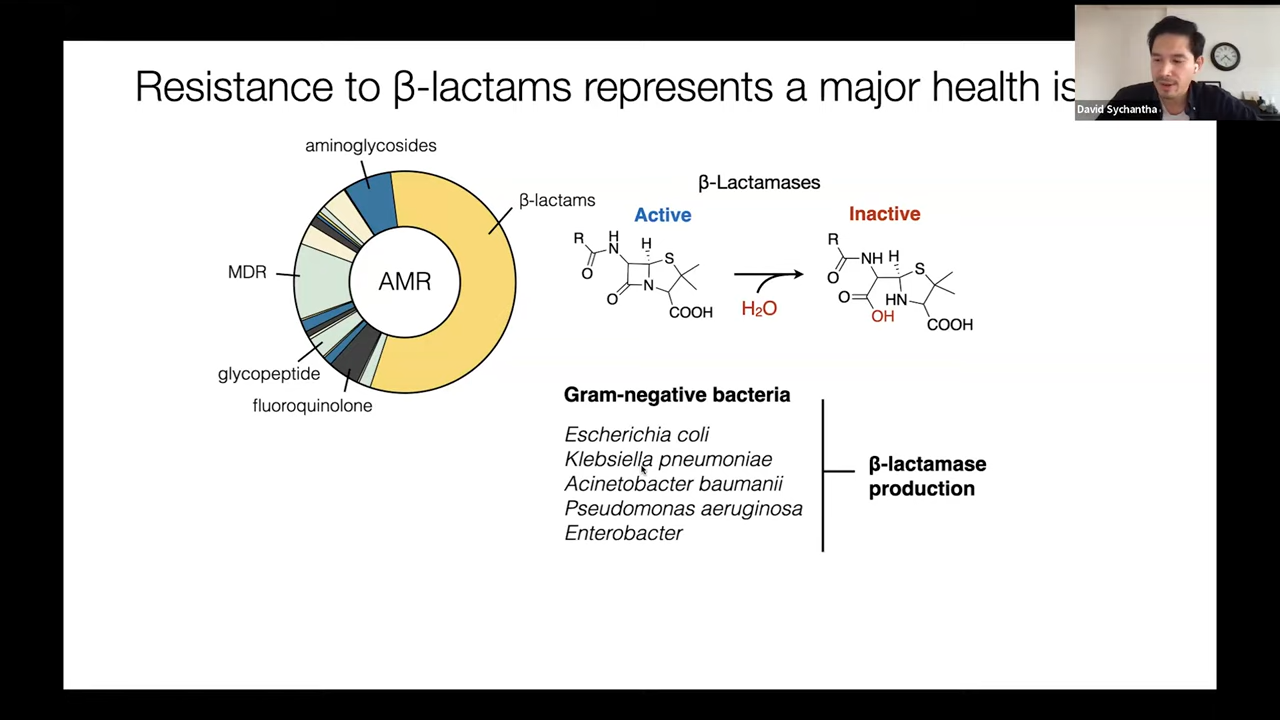 Resistance to β-lactams represents a major health is
David Sychantha
aminoglycosides
β-lactams
MDR
AMR
glycopeptide
fluoroquinolone
β-Lactamases
Active
Inactive
R
H
N
H
S
O
O
N
COOH
H₂O
R
O
NH
H
S
O
OH
HN
COOH
Gram-negative bacteria
Escherichia coli
Klebsiella pneumoniae
Acinetobacter baumanii
Pseudomonas aeruginosa
Enterobacter
β-lactamase
production